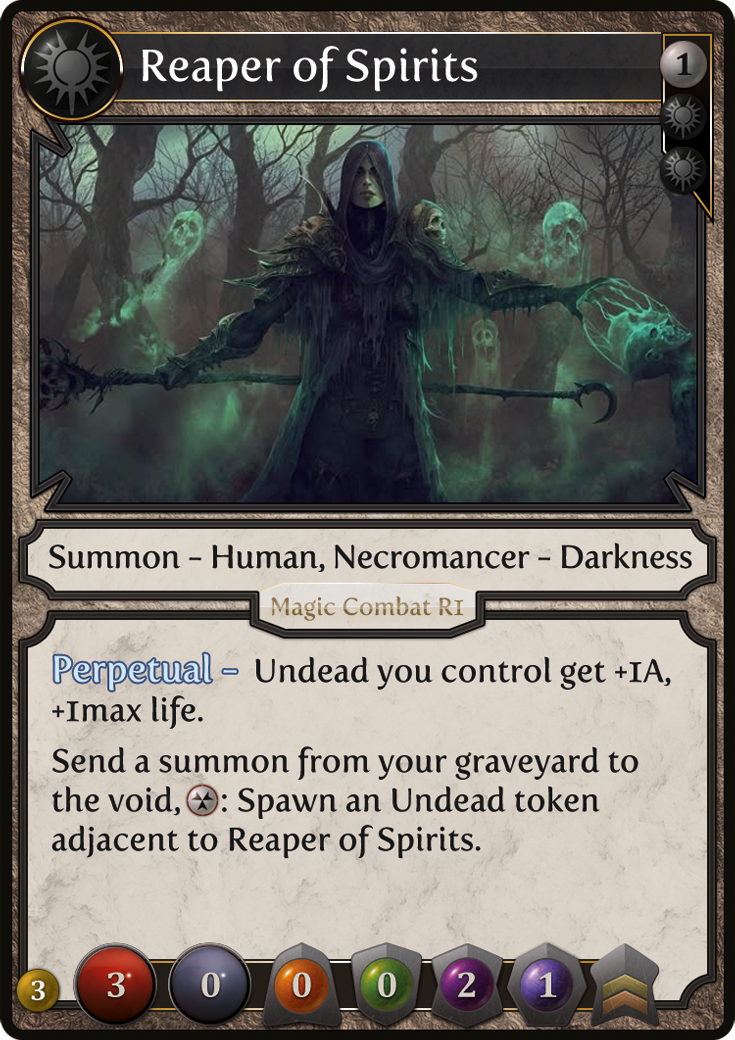 Reaper of Spirits
1
Summon – Human, Necromancer – Darkness
Magic Combat R1
Perpetual – Undead you control get +1A,
+1max life.
Send a summon from your graveyard to
the void, : Spawn an Undead token
adjacent to Reaper of Spirits.
3 3 0 0 0 2 1